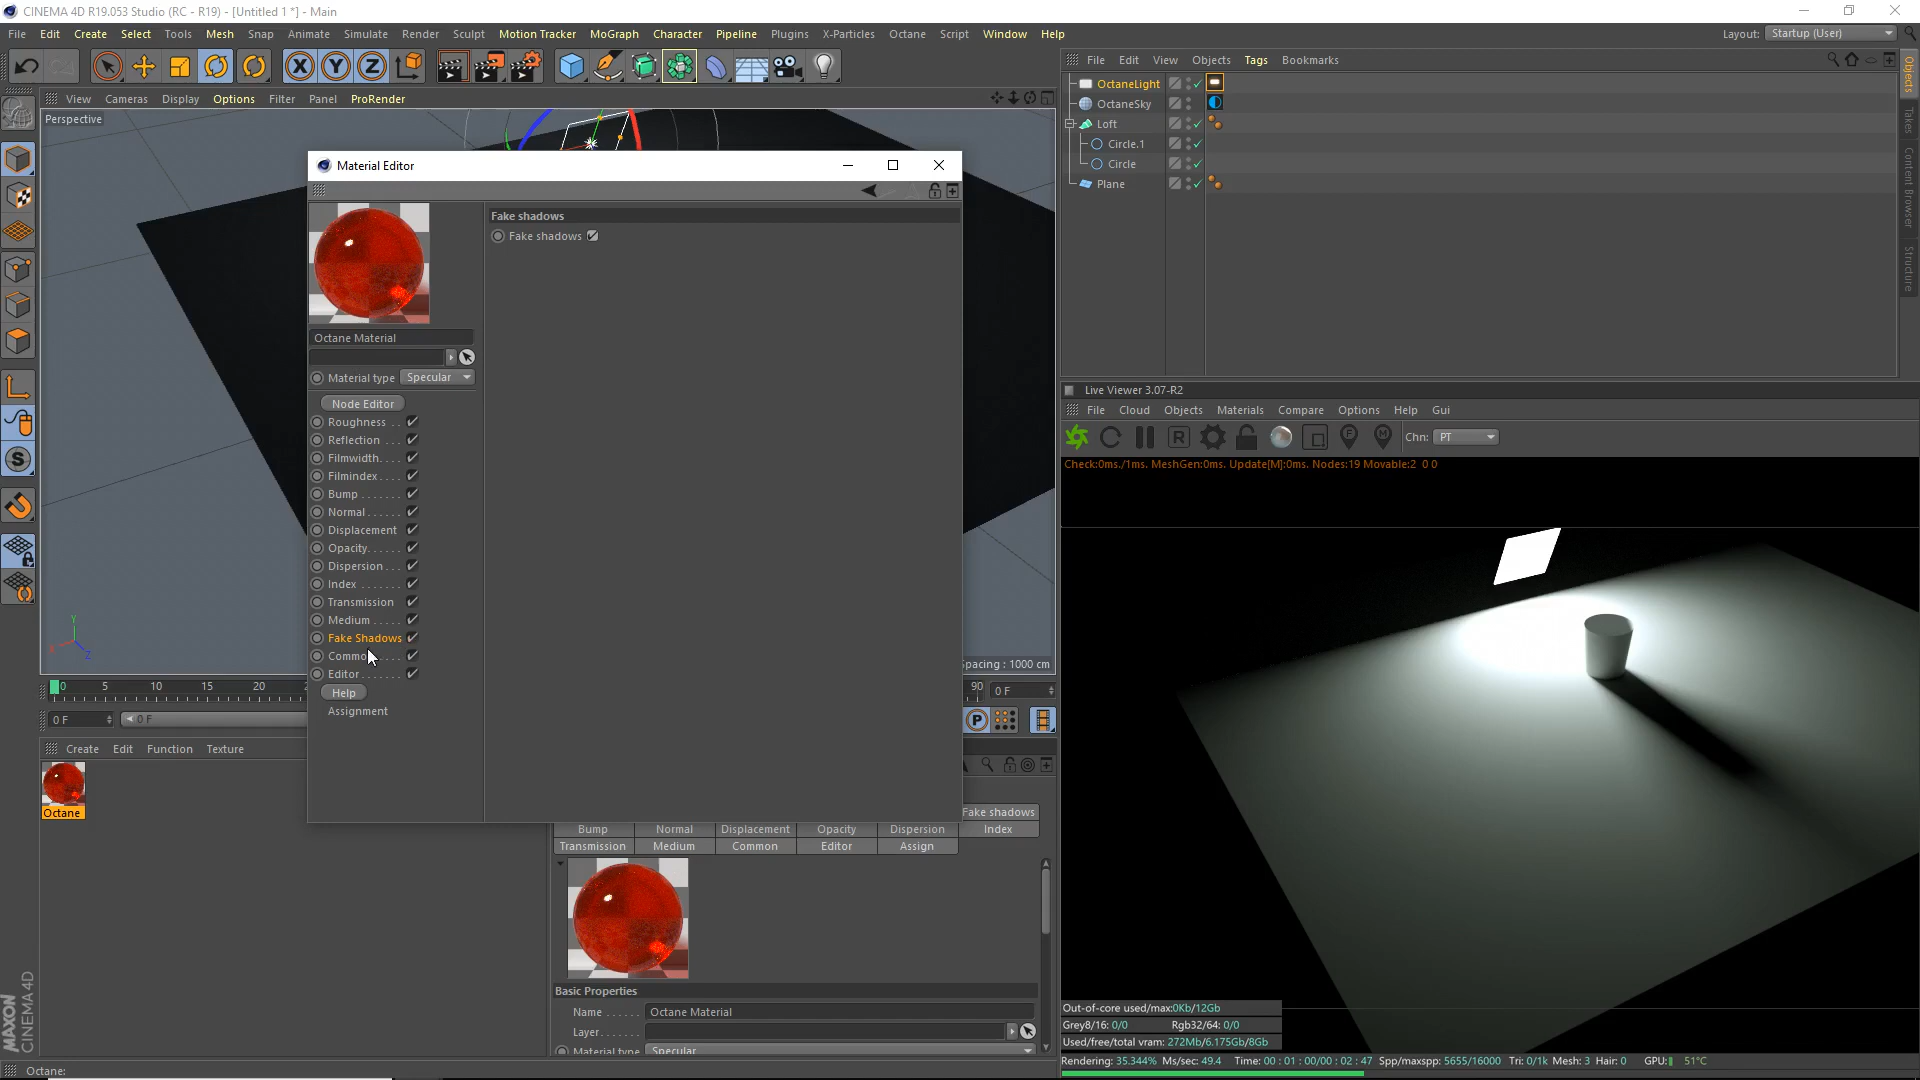 CINEMA 4D R19.053 Studio (RC - R19) - [Untitled 1 *] - Main
File Edit Create Select Tools Snap Animate Simulate Render Sculpt Motion Tracker MoGraph Character Pipeline Plugins X-Particles Octane Script Window Help
Mesh
Layout: Startup (User)
View Cameras Display Options Filter Panel ProRender
Perspective
File Edit View Objects Tags Bookmarks
OctaneLight
OctaneSky
Loft
Circle.1
Circle
Plane
Objects
Takes
Content Browser
Structure
Material Editor
Fake shadows
Fake shadows
Octane Material
Material type Specular
Node Editor
Roughness
Reflection
Filmwidth
Filmindex
Bump
Normal
Displacement
Opacity
Dispersion
Index
Transmission
Medium
Fake Shadows
Commo
Editor
Help
Assignment
Y
X
Z
pacing : 1000 cm
0 5 10 15 20 90 0 F
0 F 0 F
Create Edit Function Texture
Octane
Fake shadows
Bump Normal Displacement Opacity Dispersion Index
Transmission Medium Common Editor Assign
Basic Properties
Name Octane Material
Layer
Material type Specular
MAXON
CINEMA 4D
Octane:
Live Viewer 3.07-R2
File Cloud Objects Materials Compare Options Help Gui
Chn: PT
Check:0ms./1ms. MeshGen:0ms. Update[M]:0ms. Nodes:19 Movable:2 0 0
Out-of-core used/max:0Kb/12Gb
Grey8/16: 0/0 Rgb32/64: 0/0
Used/free/total vram: 272Mb/6.175Gb/8Gb
Rendering: 35.344% Ms/sec: 49.4 Time: 00 : 01 : 00/00 : 02 : 47 Spp/maxspp: 5655/16000 Tri: 0/1k Mesh: 3 Hair: 0 GPU: 51°C